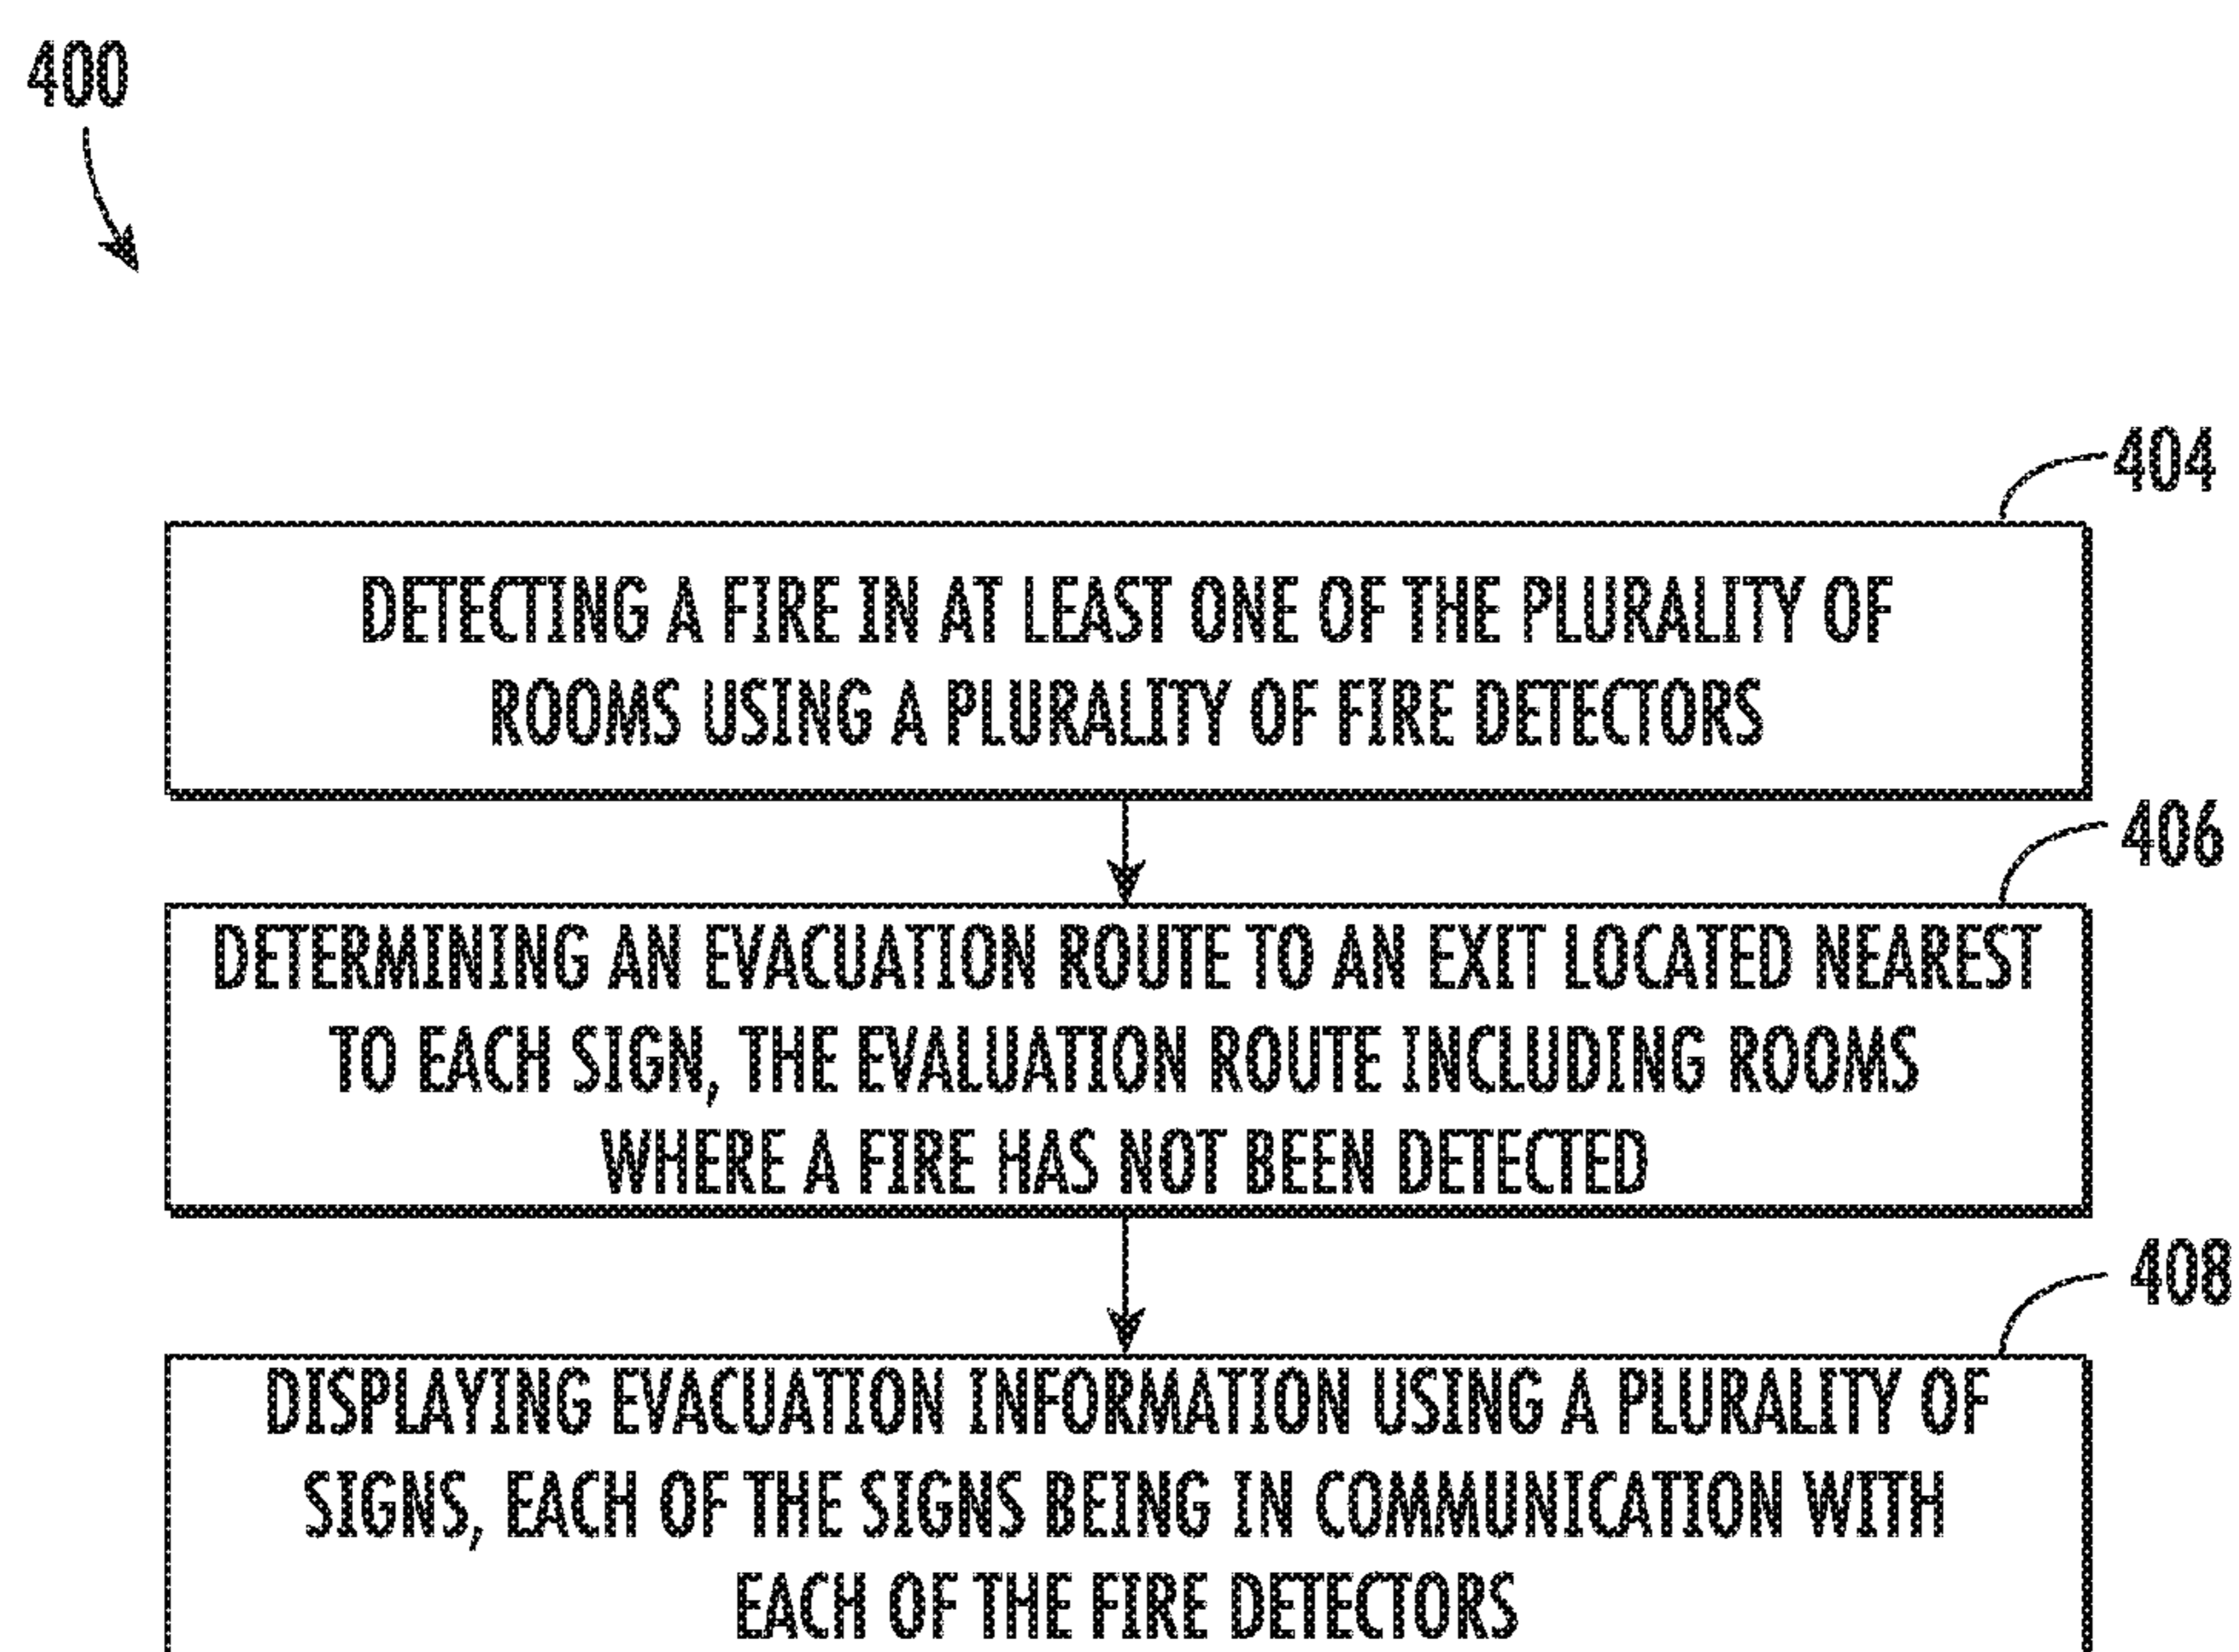 400
404
DETECTING A FIRE IN AT LEAST ONE OF THE PLURALITY OF
ROOMS USING A PLURALITY OF FIRE DETECTORS
406
DETERMINING AN EVACUATION ROUTE TO AN EXIT LOCATED NEAREST
TO EACH SIGN, THE EVALUATION ROUTE INCLUDING ROOMS
WHERE A FIRE HAS NOT BEEN DETECTED
408
DISPLAYING EVACUATION INFORMATION USING A PLURALITY OF
SIGNS, EACH OF THE SIGNS BEING IN COMMUNICATION WITH
EACH OF THE FIRE DETECTORS